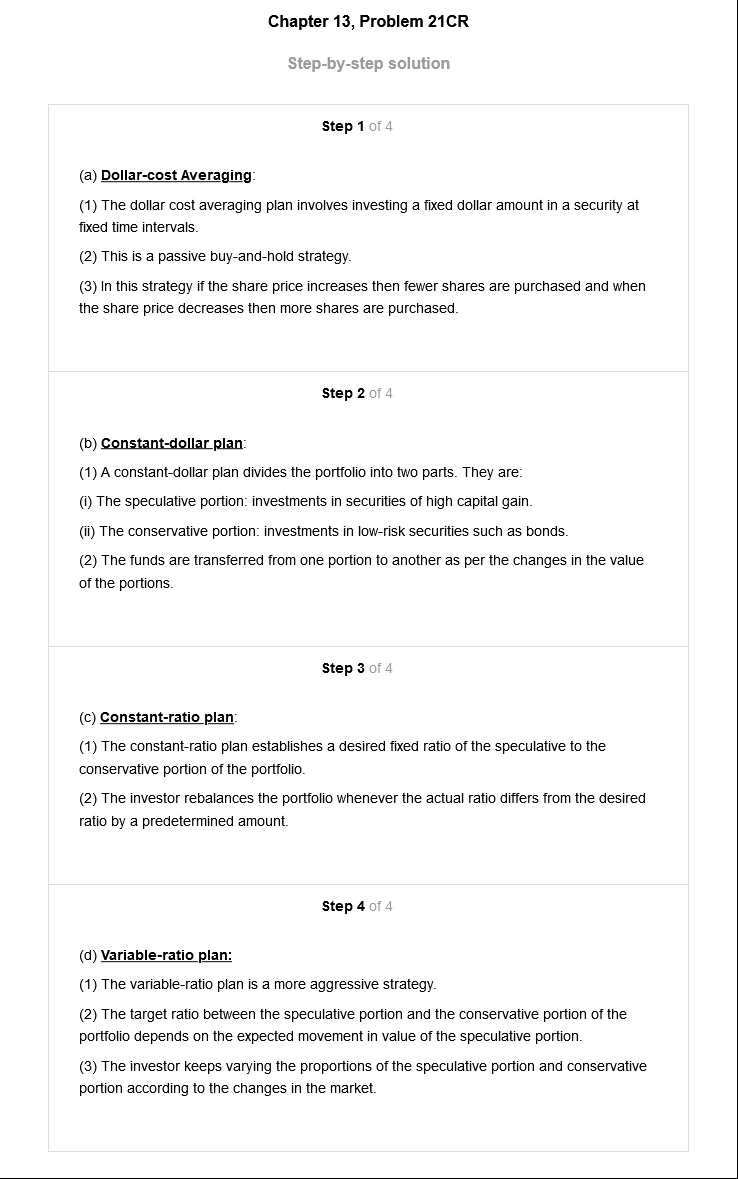 Chapter 13, Problem 21CR
Step-by-step solution
Step 1 of 4
(a) Dollar-cost Averaging:
(1) The dollar cost averaging plan involves investing a fixed dollar amount in a security at
fixed time intervals.
(2) This is a passive buy-and-hold strategy.
(3) In this strategy if the share price increases then fewer shares are purchased and when
the share price decreases then more shares are purchased.
Step 2 of 4
(b) Constant-dollar plan:
(1) A constant-dollar plan divides the portfolio into two parts. They are:
(i) The speculative portion: investments in securities of high capital gain.
(ii) The conservative portion: investments in low-risk securities such as bonds.
(2) The funds are transferred from one portion to another as per the changes in the value
of the portions.
Step 3 of 4
(c) Constant-ratio plan:
(1) The constant-ratio plan establishes a desired fixed ratio of the speculative to the
conservative portion of the portfolio.
(2) The investor rebalances the portfolio whenever the actual ratio differs from the desired
ratio by a predetermined amount.
Step 4 of 4
(d) Variable-ratio plan:
(1) The variable-ratio plan is a more aggressive strategy.
(2) The target ratio between the speculative portion and the conservative portion of the
portfolio depends on the expected movement in value of the speculative portion.
(3) The investor keeps varying the proportions of the speculative portion and conservative
portion according to the changes in the market.